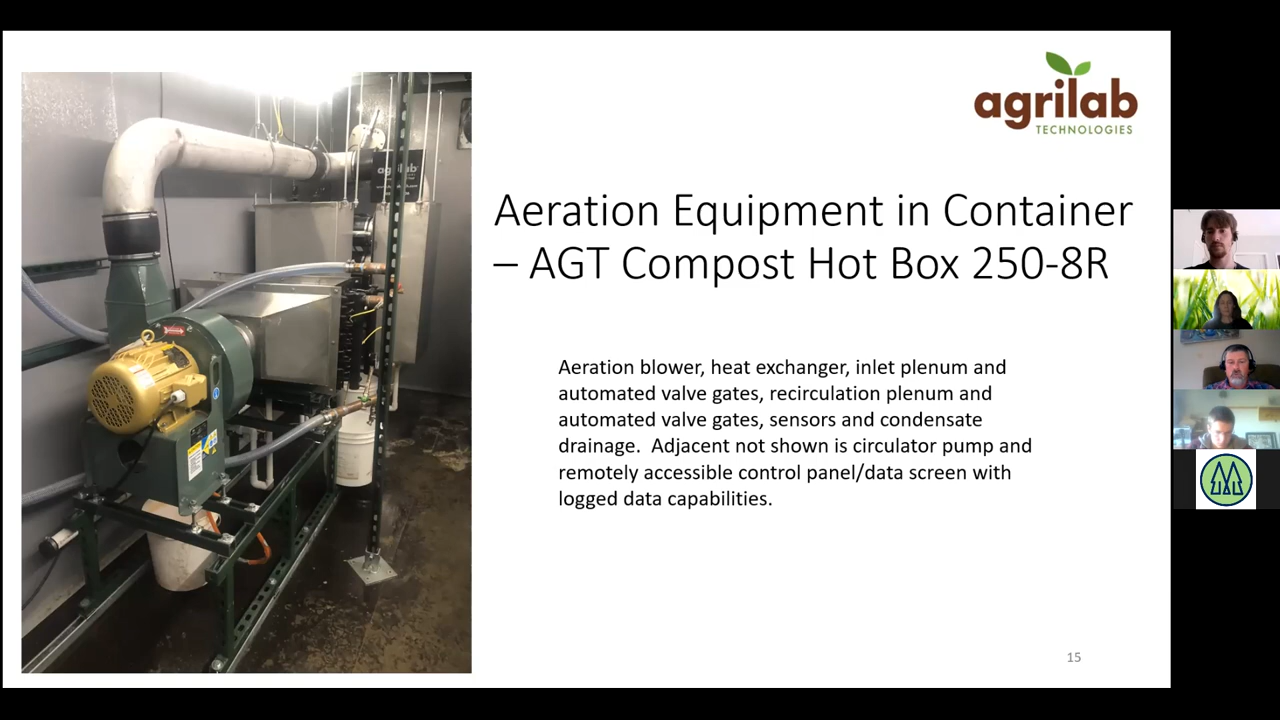 agrilab
TECHNOLOGIES
Aeration Equipment in Container
– AGT Compost Hot Box 250-8R
Aeration blower, heat exchanger, inlet plenum and
automated valve gates, recirculation plenum and
automated valve gates, sensors and condensate
drainage.  Adjacent not shown is circulator pump and
remotely accessible control panel/data screen with
logged data capabilities.
15
agrilab